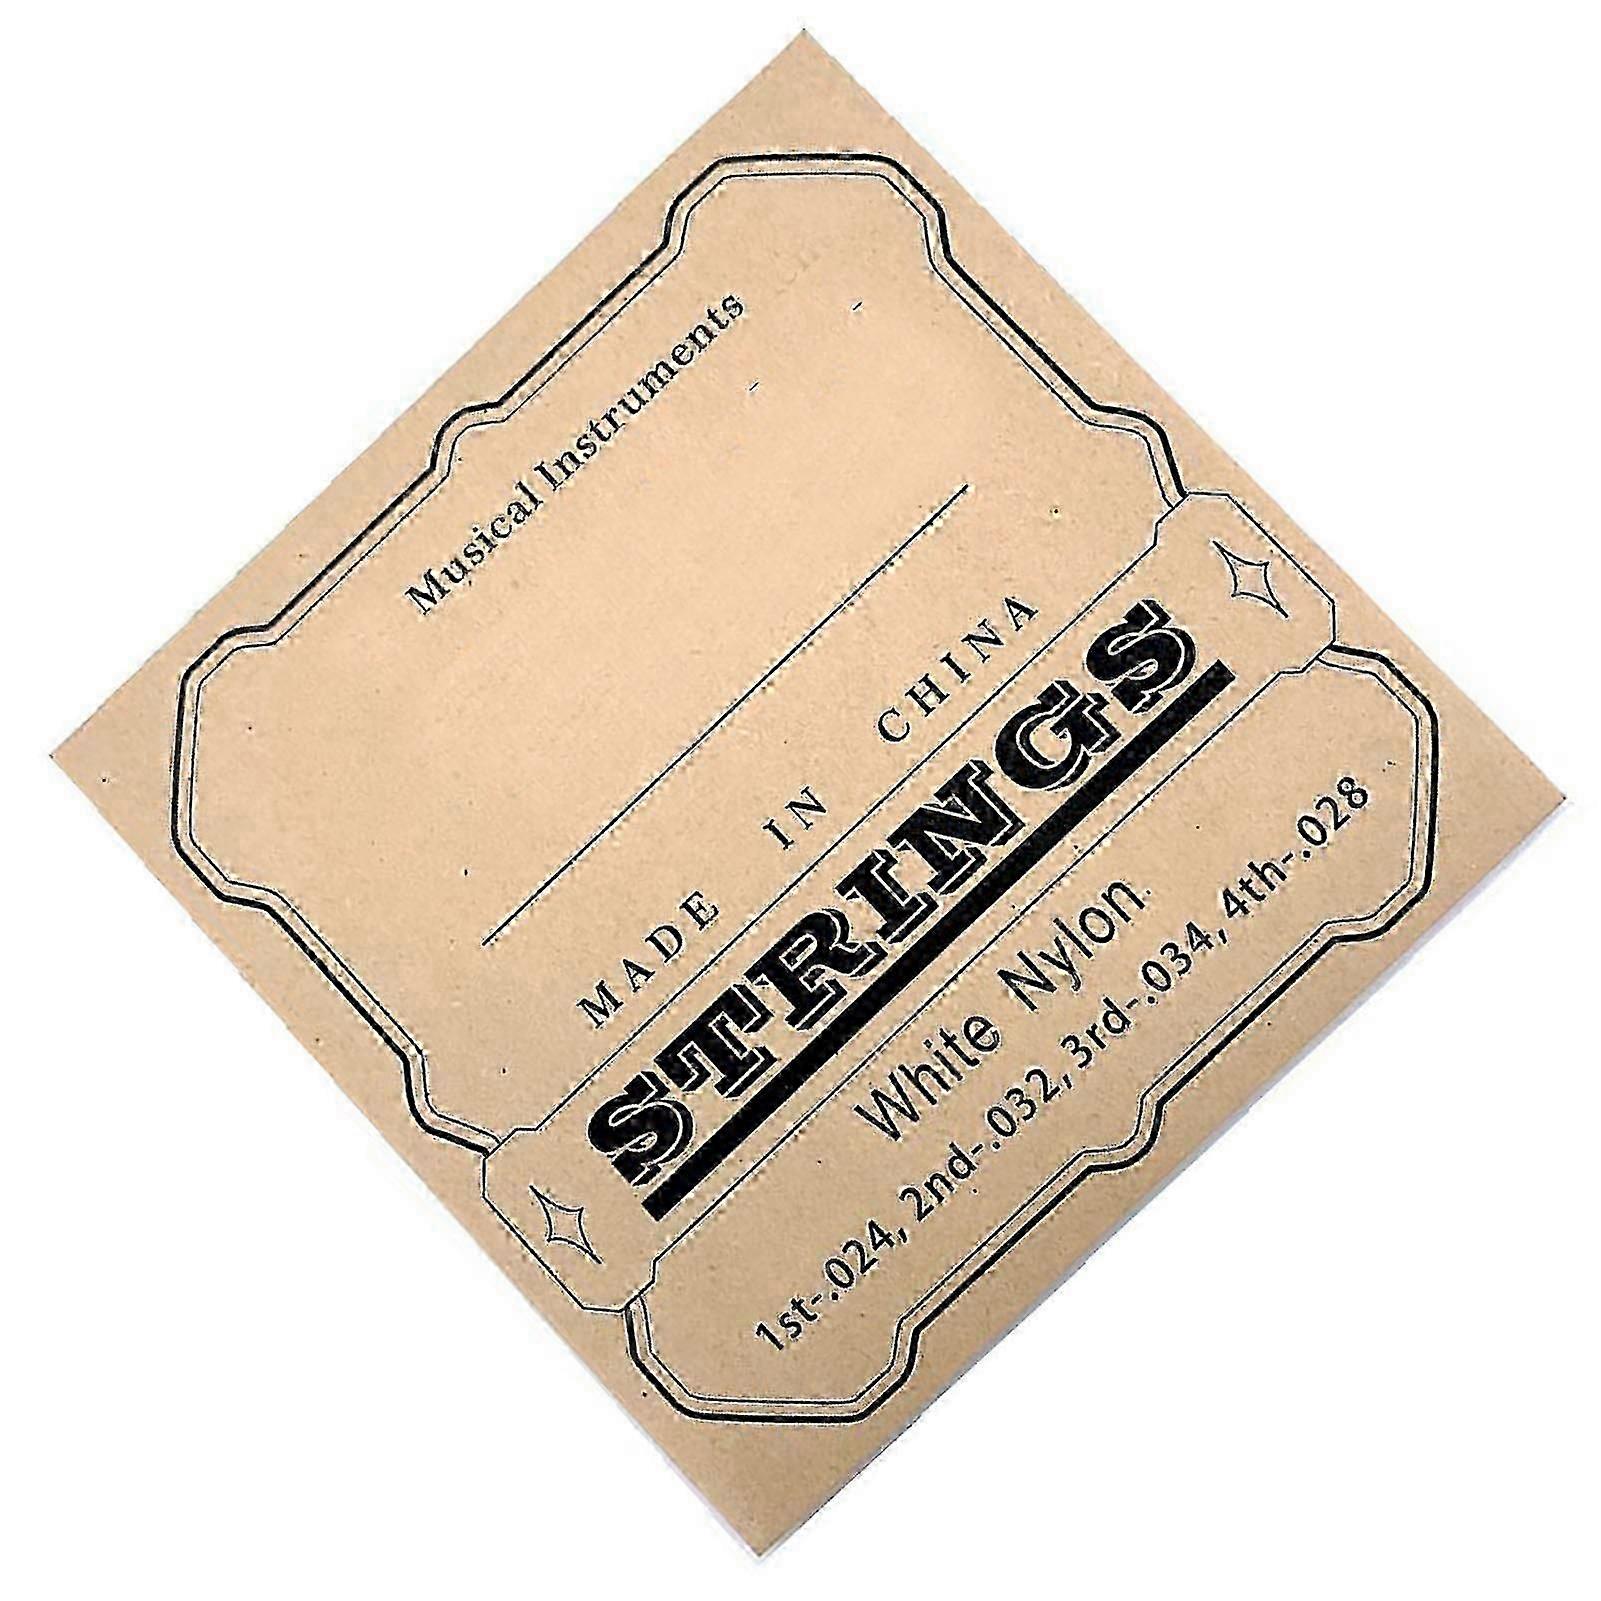 Musical Instruments
MADE IN CHINA
STRINGS
White Nylon
1st-.024, 2nd-.032, 3rd-.034, 4th-.028